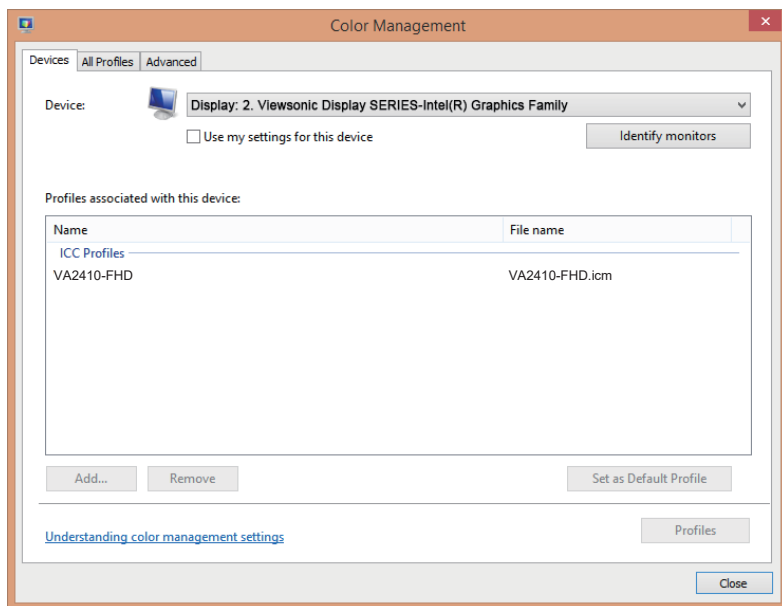 Color Management
Devices All Profiles Advanced
Device: Display: 2. Viewsonic Display SERIES-Intel(R) Graphics Family
Use my settings for this device Identify monitors
Profiles associated with this device:
Name File name
ICC Profiles
VA2410-FHD VA2410-FHD.icm
Add... Remove Set as Default Profile
Understanding color management settings Profiles
Close